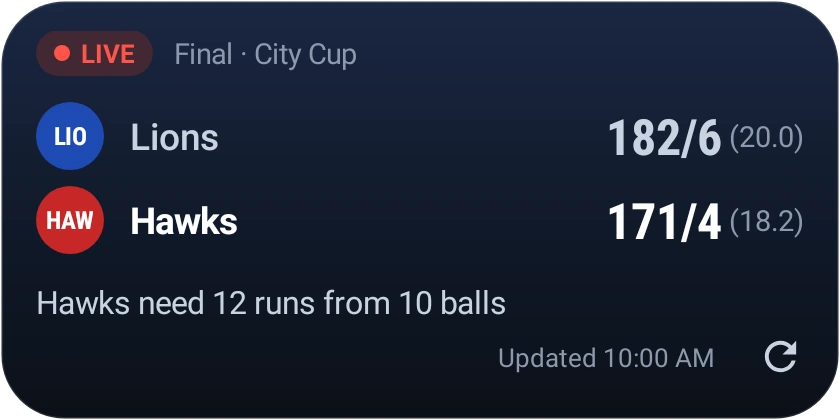 LIVE Final · City Cup
LIO Lions 182/6 (20.0)
HAW Hawks 171/4 (18.2)
Hawks need 12 runs from 10 balls
Updated 10:00 AM